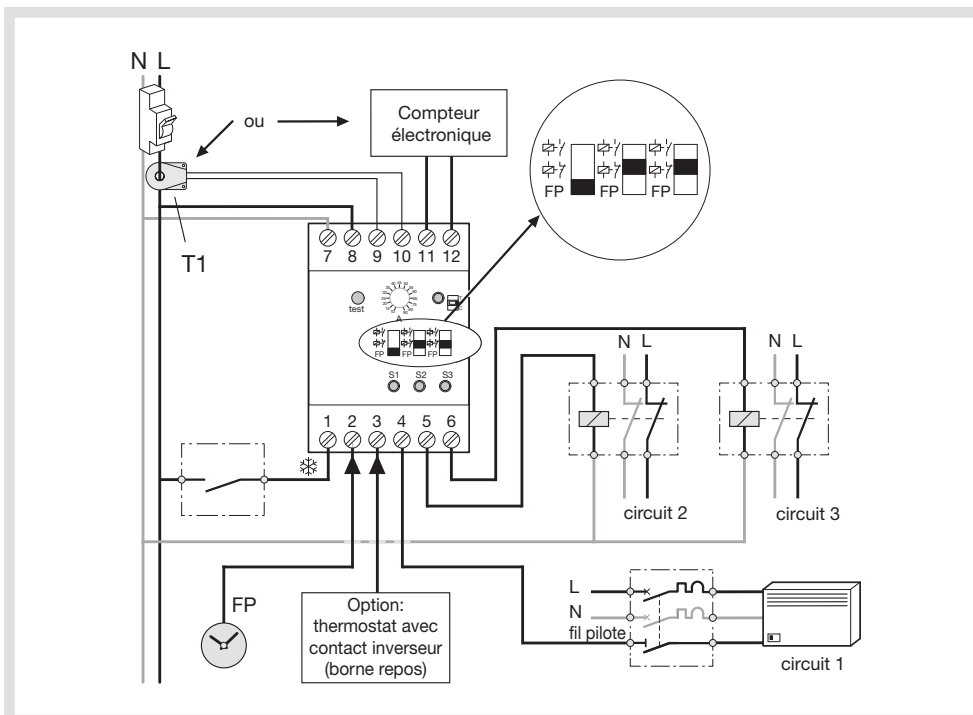 N L
ou
Compteur
électronique
FP
T1
7 8 9 10 11 12
test
A
FP FP FP
S1 S2 S3
1 2 3 4 5 6
N L
N L
circuit 2
circuit 3
FP
Option:
thermostat avec
contact inverseur
(borne repos)
L
N
fil pilote
circuit 1